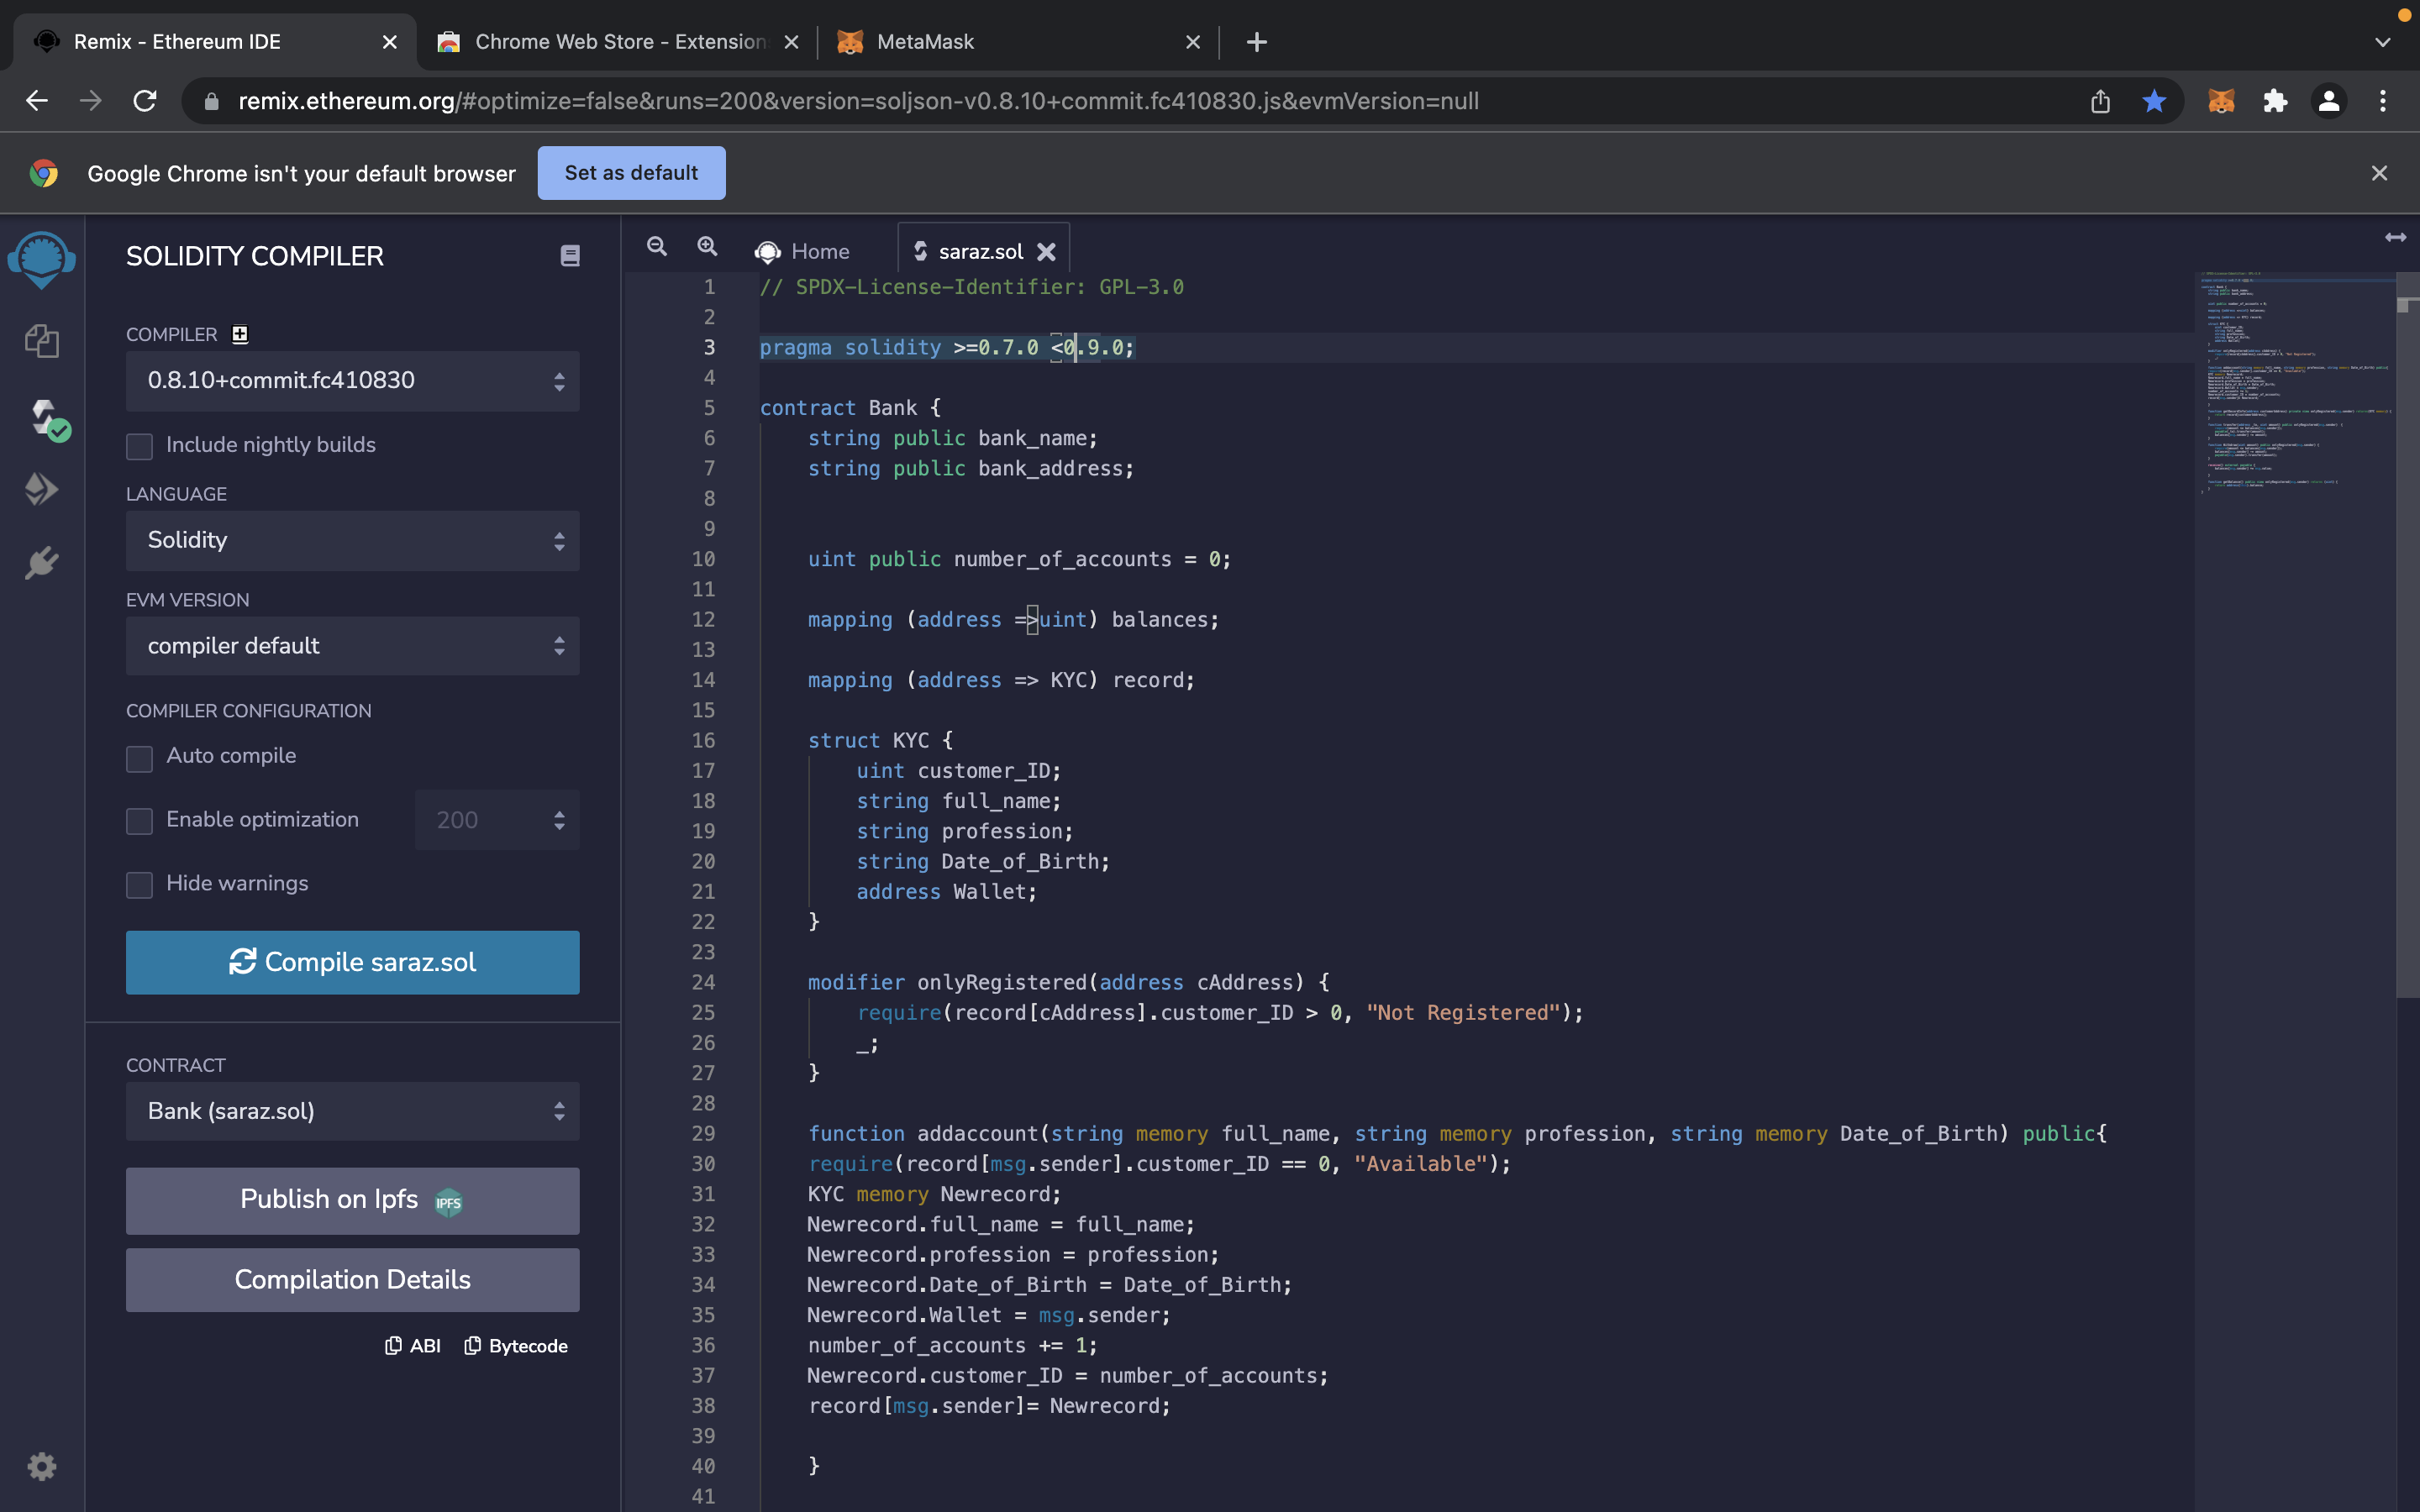 Remix - Ethereum IDE
Chrome Web Store - Extension
MetaMask
remix.ethereum.org/#optimize=false&runs=200&version=soljson-v0.8.10+commit.fc410830.js&evmVersion=null
Google Chrome isn't your default browser
Set as default
SOLIDITY COMPILER
COMPILER
0.8.10+commit.fc410830
Include nightly builds
LANGUAGE
Solidity
EVM VERSION
compiler default
COMPILER CONFIGURATION
Auto compile
Enable optimization
200
Hide warnings
Compile saraz.sol
CONTRACT
Bank (saraz.sol)
Publish on Ipfs
IPFS
Compilation Details
ABI
Bytecode
Home
saraz.sol
1 // SPDX-License-Identifier: GPL-3.0
2
3 pragma solidity >=0.7.0 <0.9.0;
4
5 contract Bank {
6 string public bank_name;
7 string public bank_address;
8
9
10 uint public number_of_accounts = 0;
11
12 mapping (address =>uint) balances;
13
14 mapping (address => KYC) record;
15
16 struct KYC {
17 uint customer_ID;
18 string full_name;
19 string profession;
20 string Date_of_Birth;
21 address Wallet;
22 }
23
24 modifier onlyRegistered(address cAddress) {
25 require(record[cAddress].customer_ID > 0, "Not Registered");
26 _;
27 }
28
29 function addaccount(string memory full_name, string memory profession, string memory Date_of_Birth) public{
30 require(record[msg.sender].customer_ID == 0, "Available");
31 KYC memory Newrecord;
32 Newrecord.full_name = full_name;
33 Newrecord.profession = profession;
34 Newrecord.Date_of_Birth = Date_of_Birth;
35 Newrecord.Wallet = msg.sender;
36 number_of_accounts += 1;
37 Newrecord.customer_ID = number_of_accounts;
38 record[msg.sender]= Newrecord;
39
40 }
41